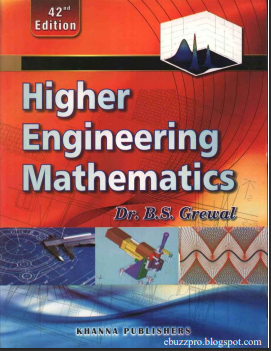 42nd
Edition
Higher
Engineering
Mathematics
Dr. B.S. Grewal
KHANNA PUBLISHERS
ebuzzpro.blogspot.com